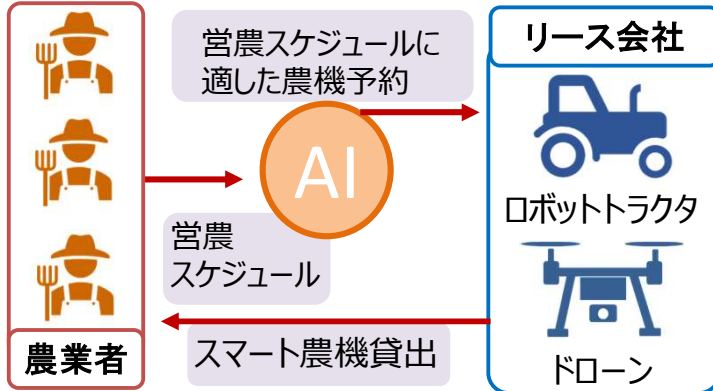 営農スケジュールに
適した農機予約
リース会社
AI
ロボットトラクタ
営農
スケジュール
農業者
スマート農機貸出
ドローン